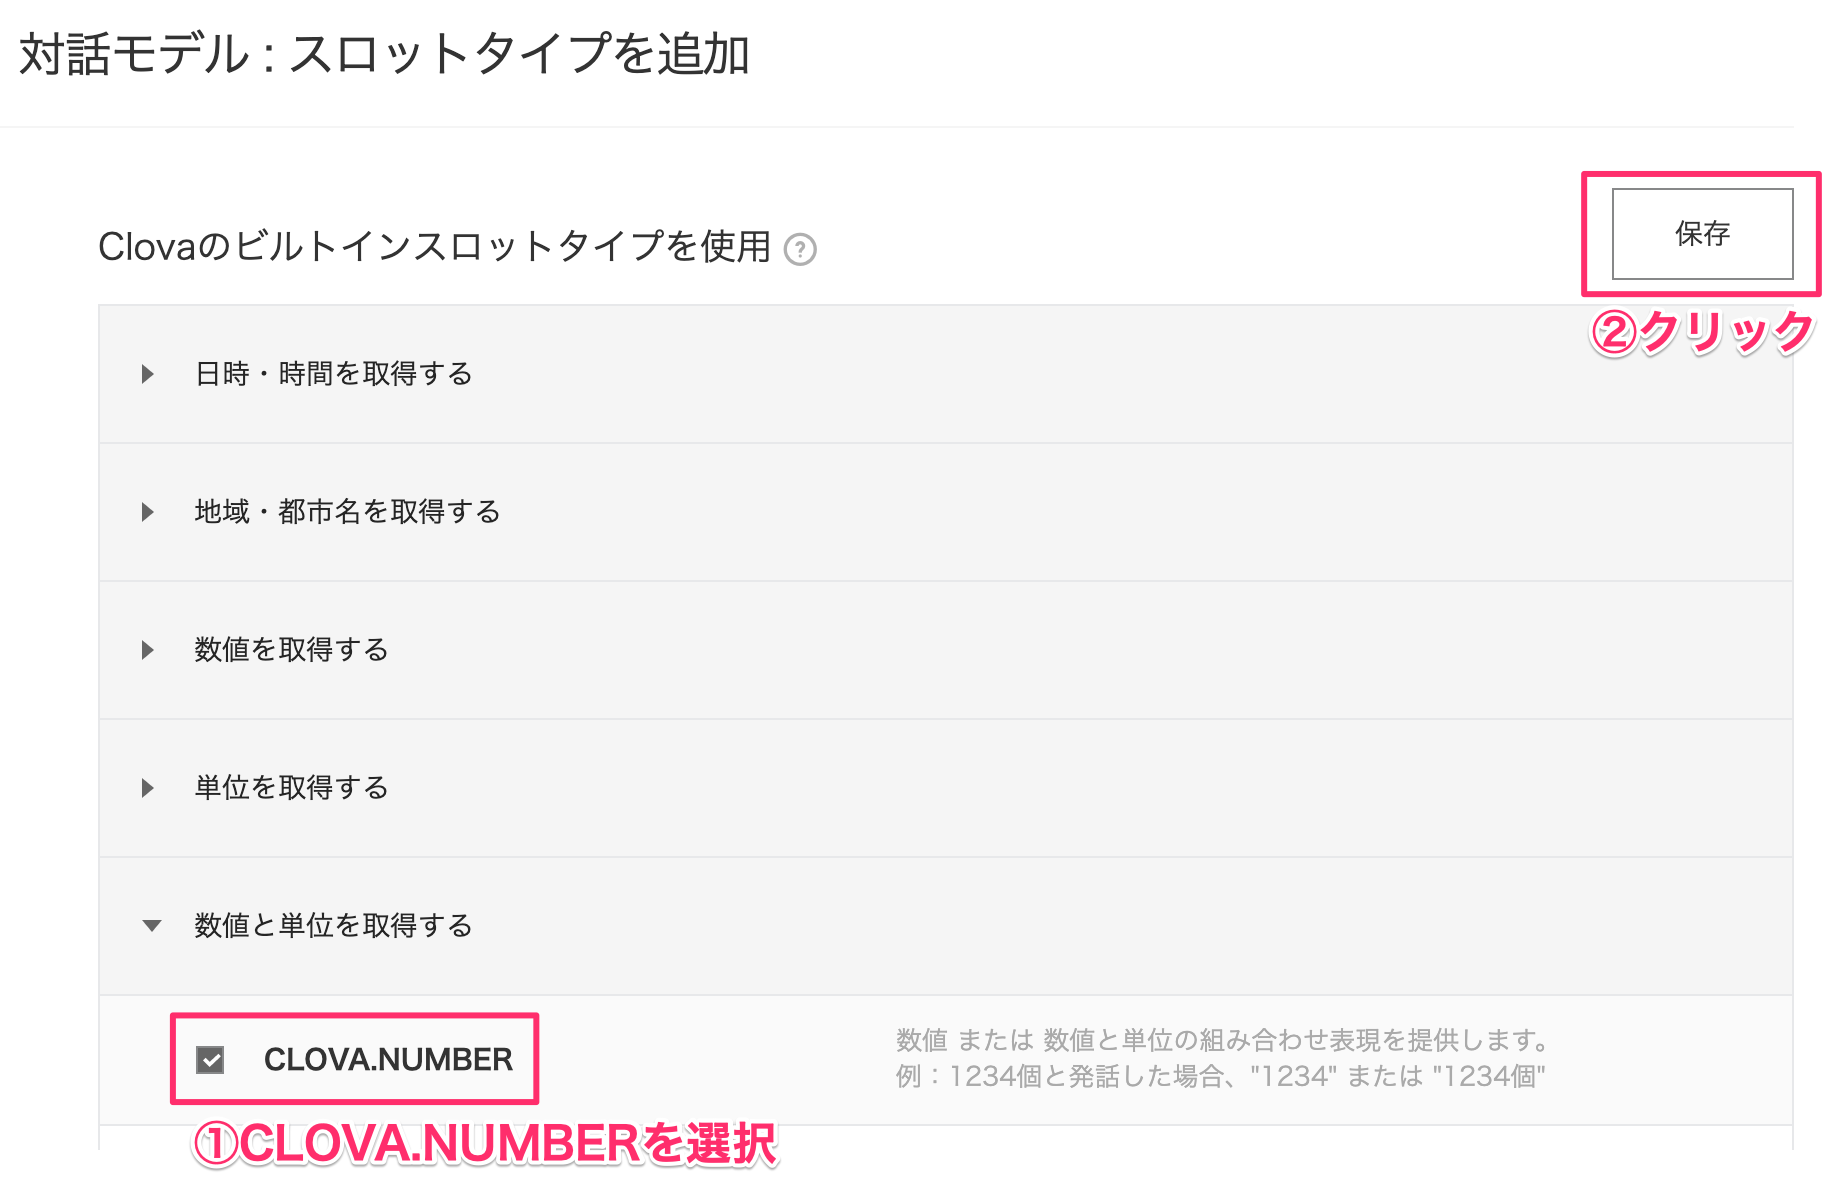 対話モデル : スロットタイプを追加
Clovaのビルトインスロットタイプを使用 ?
保存
②クリック
日時・時間を取得する
地域・都市名を取得する
数値を取得する
単位を取得する
数値と単位を取得する
CLOVA.NUMBER
数値 または 数値と単位の組み合わせ表現を提供します。
例：1234個と発話した場合、"1234" または "1234個"
①CLOVA.NUMBERを選択